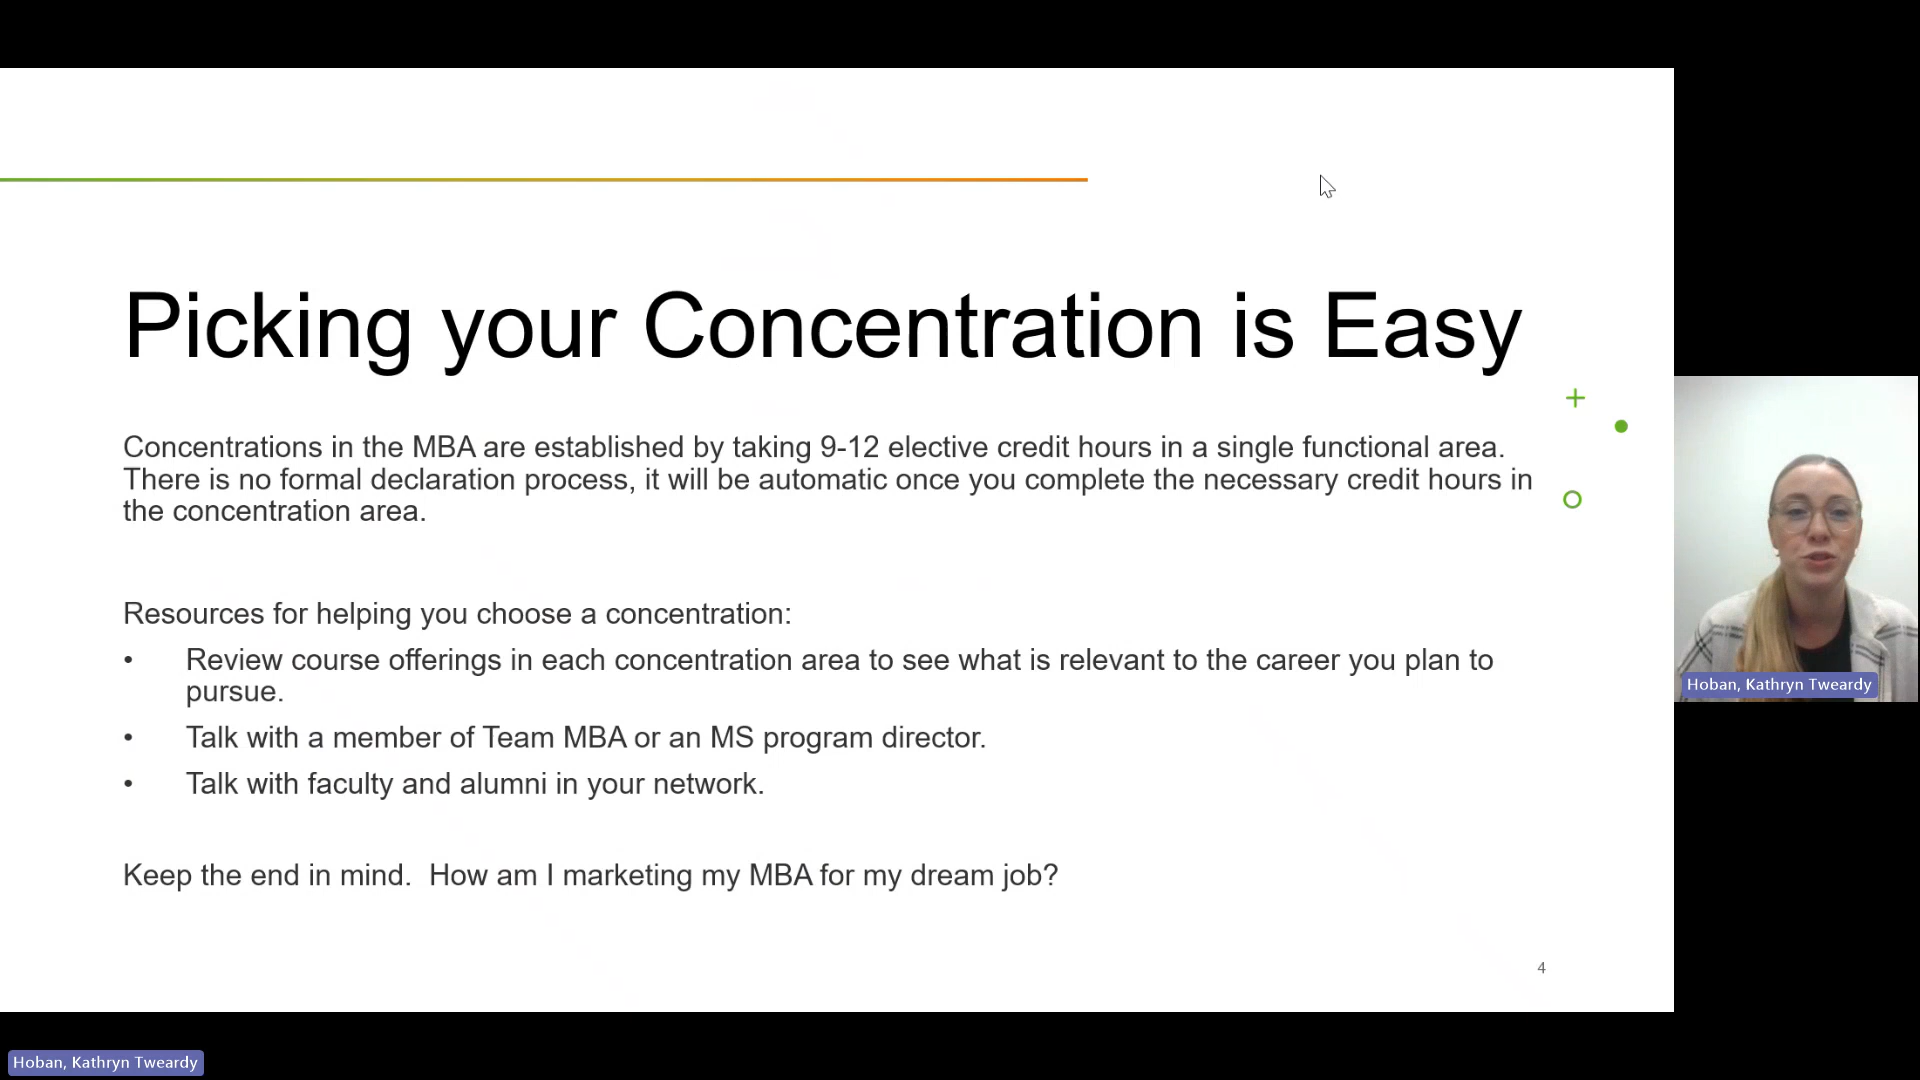 Picking your Concentration is Easy
Concentrations in the MBA are established by taking 9-12 elective credit hours in a single functional area.
There is no formal declaration process, it will be automatic once you complete the necessary credit hours in
the concentration area.
Resources for helping you choose a concentration:
• Review course offerings in each concentration area to see what is relevant to the career you plan to
pursue.
• Talk with a member of Team MBA or an MS program director.
• Talk with faculty and alumni in your network.
Keep the end in mind.  How am I marketing my MBA for my dream job?
4
Hoban, Kathryn Tweardy
Hoban, Kathryn Tweardy